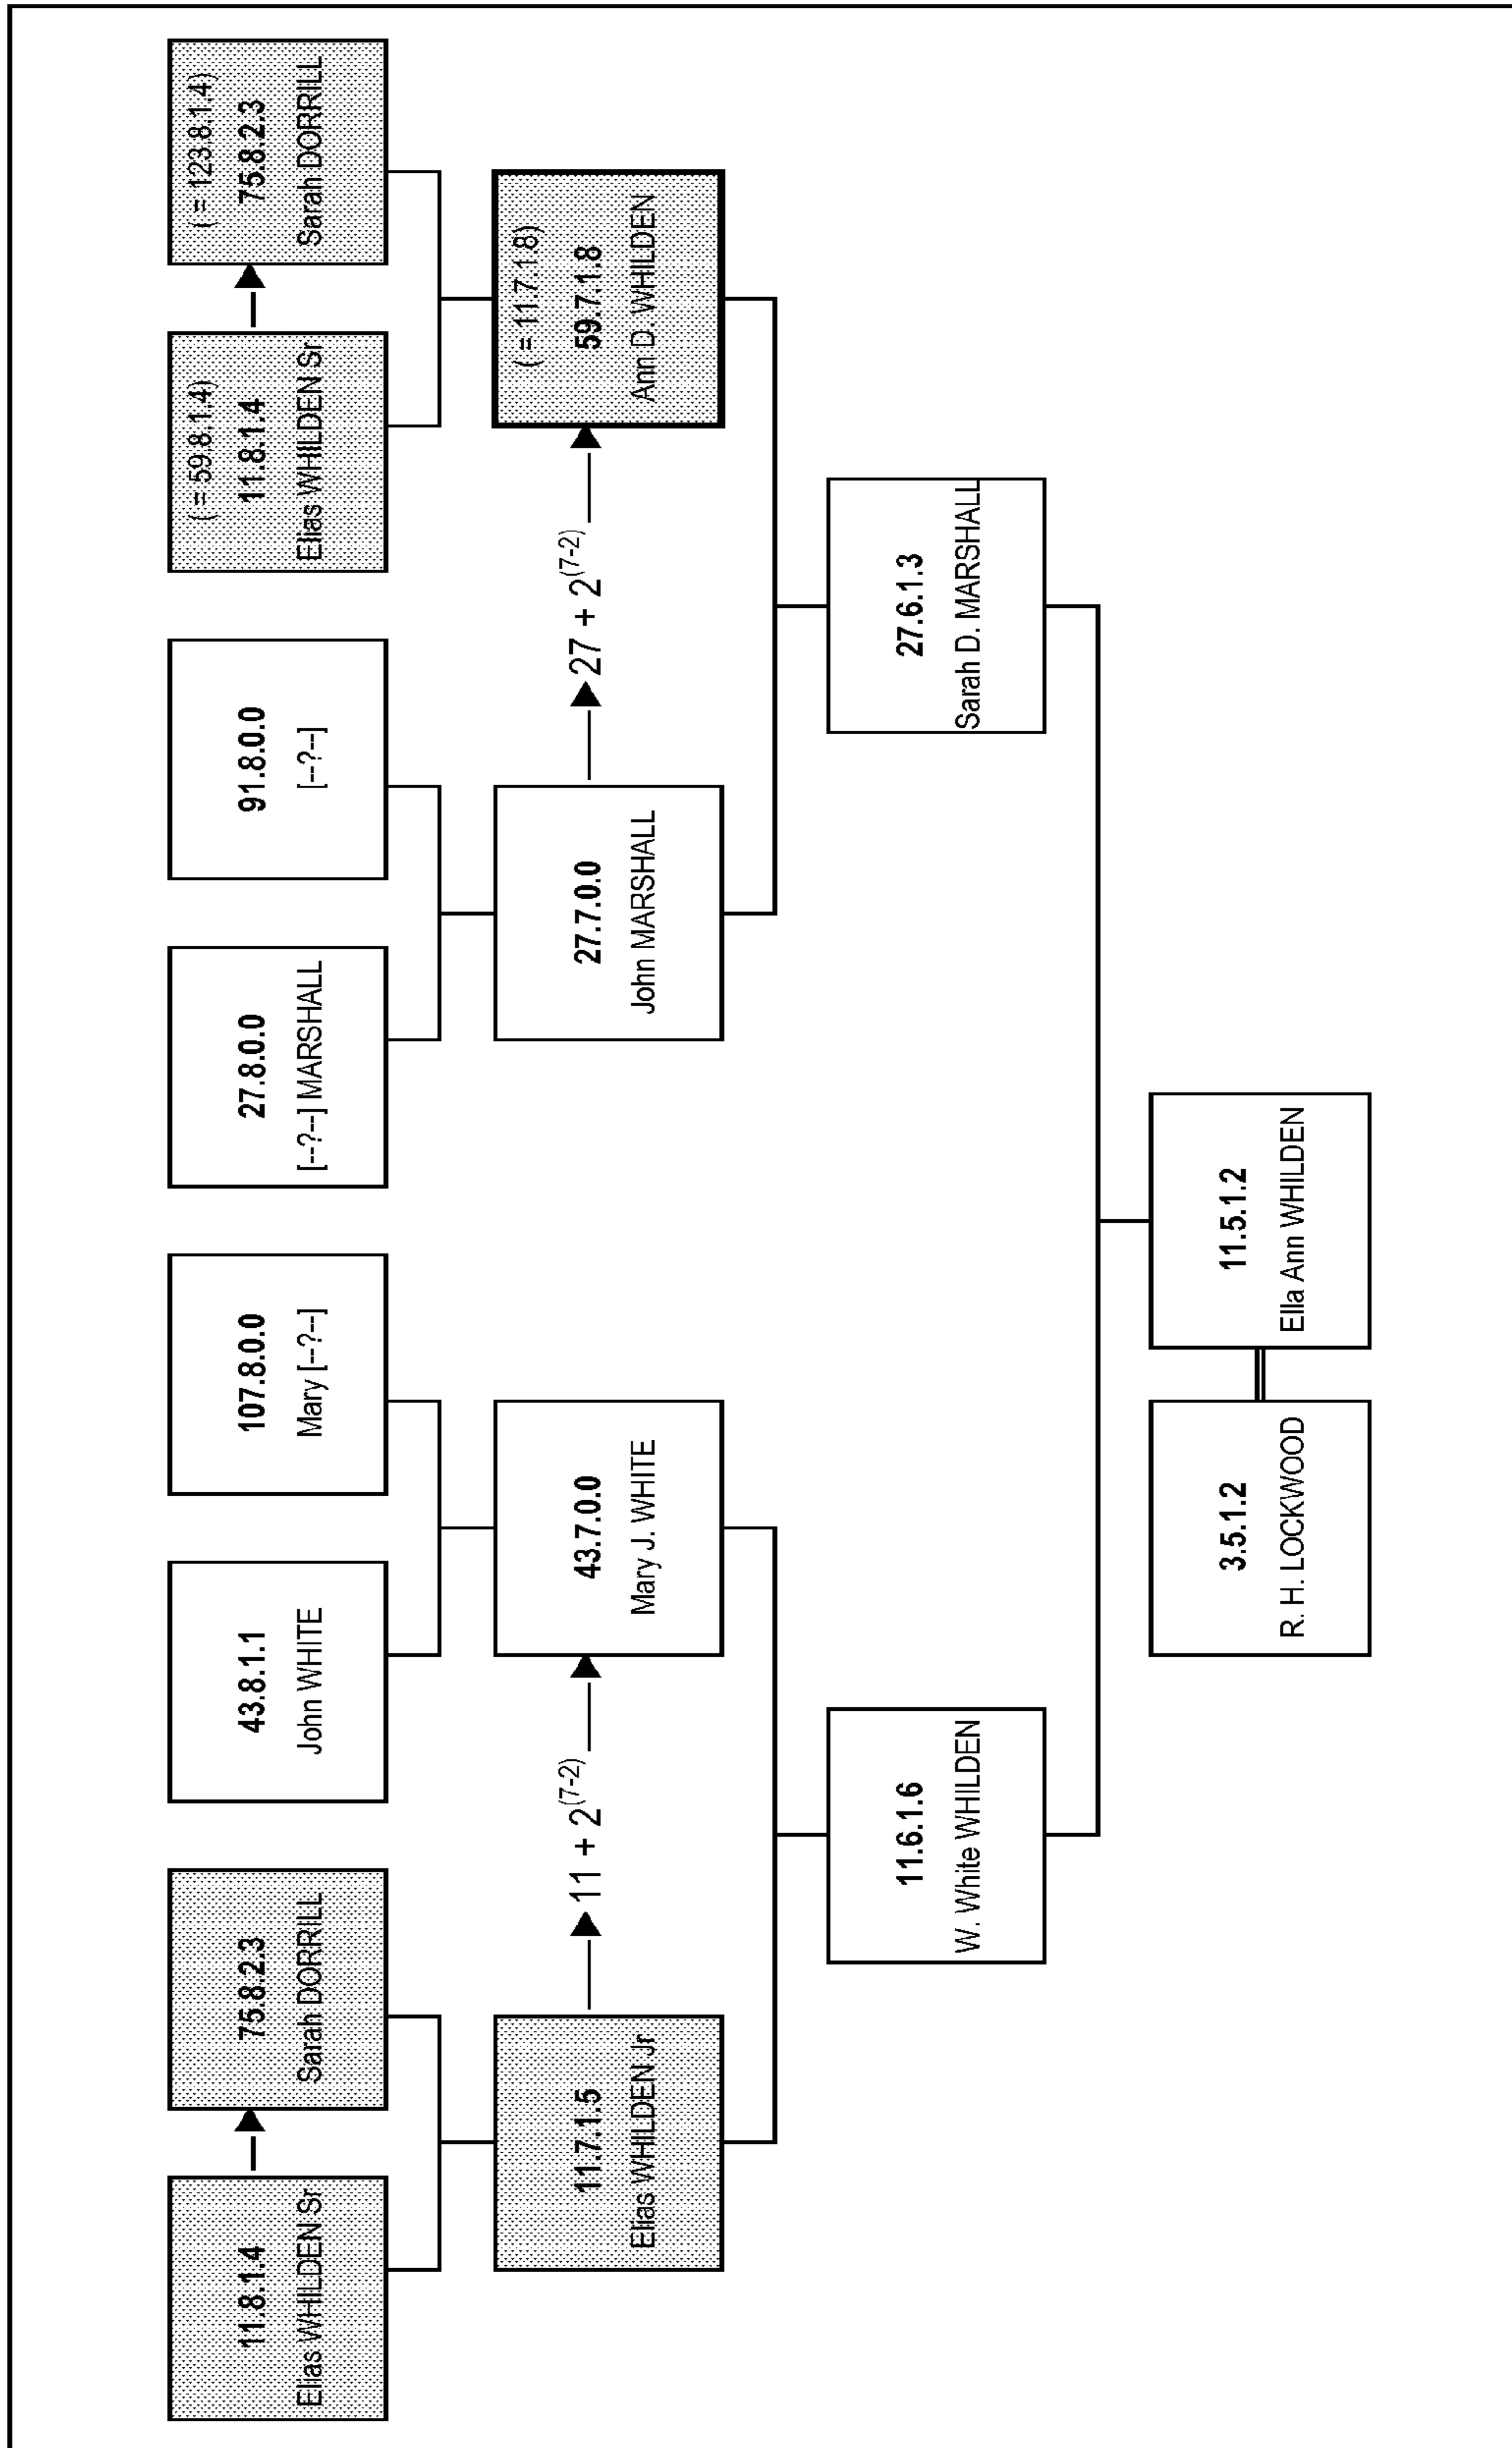 11.8.1.4
Elias WHILDEN Sr
75.8.2.3
Sarah DORRILL
43.8.1.1
John WHITE
107.8.0.0
Mary [--?--]
27.8.0.0
[--?--] MARSHALL
91.8.0.0
[--?--]
( = 59.8.1.4)
11.8.1.4
Elias WHILDEN Sr
( = 123.8.1.4)
75.8.2.3
Sarah DORRILL
11.7.1.5
Elias WHILDEN Jr
11 + 2^(7-2)
43.7.0.0
Mary J. WHITE
27.7.0.0
John MARSHALL
27 + 2^(7-2)
( = 11.7.1.8)
59.7.1.8
Ann D. WHILDEN
11.6.1.6
W. White WHILDEN
27.6.1.3
Sarah D. MARSHALL
3.5.1.2
R. H. LOCKWOOD
11.5.1.2
Ella Ann WHILDEN